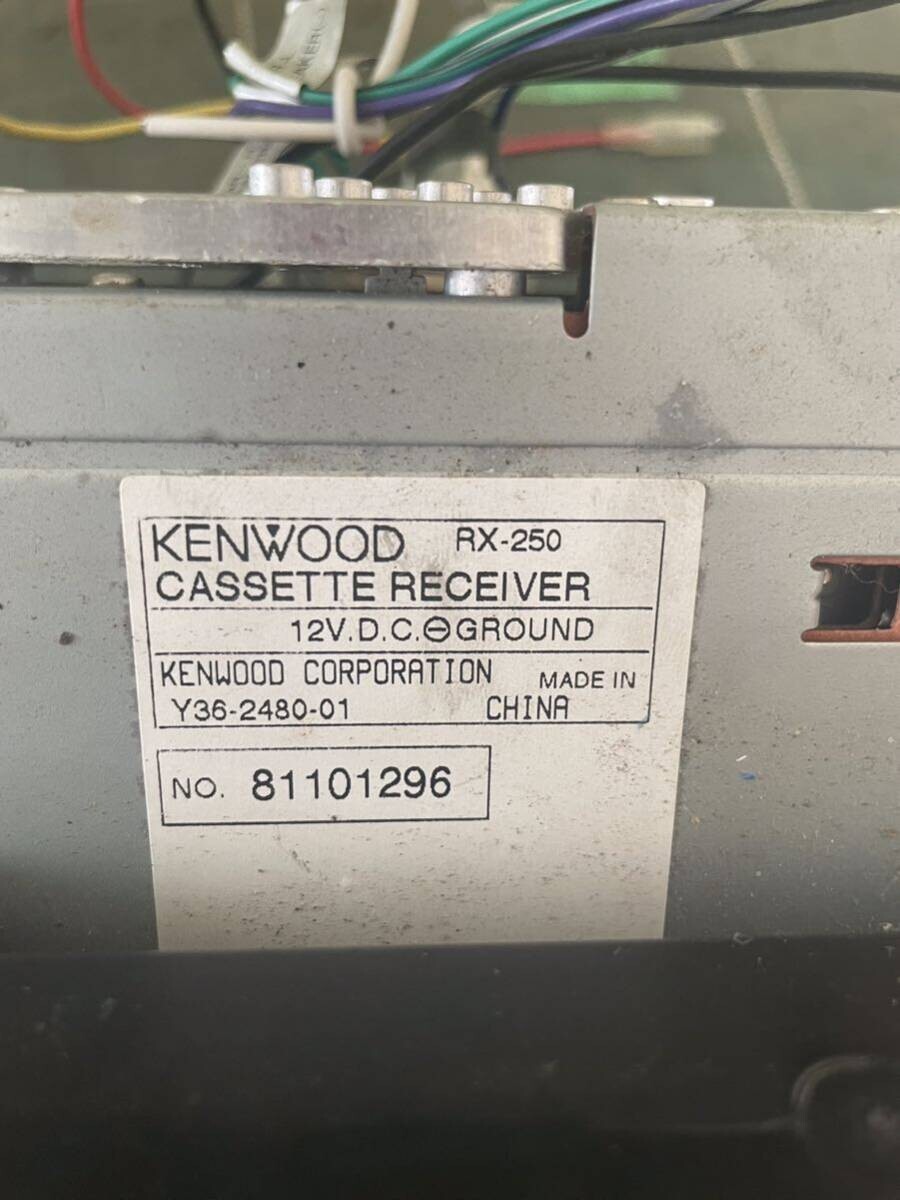 KENWOOD RX-250
CASSETTE RECEIVER
12V.D.C.⊖GROUND
KENWOOD CORPORATION MADE IN
Y36-2480-01 CHINA
NO. 81101296